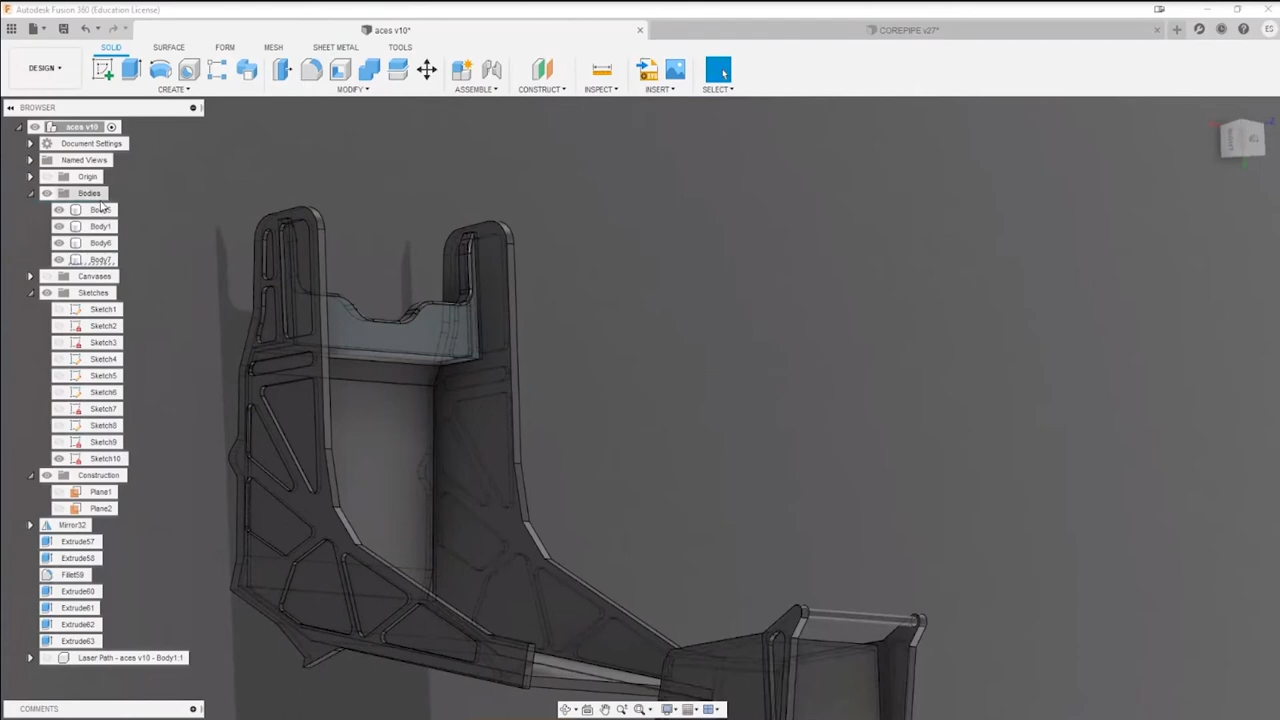 Autodesk Fusion 360 (Education License)
aces v10*
COREPIPE v27*
ES
SOLID
SURFACE
FORM
MESH
SHEET METAL
TOOLS
DESIGN
CREATE
MODIFY
ASSEMBLE
CONSTRUCT
INSPECT
INSERT
SELECT
BROWSER
aces v10
Document Settings
Named Views
Origin
Bodies
Body5
Body1
Body6
Body7
Canvases
Sketches
Sketch1
Sketch2
Sketch3
Sketch4
Sketch5
Sketch6
Sketch7
Sketch8
Sketch9
Sketch10
Construction
Plane1
Plane2
Mirror32
Extrude57
Extrude58
Fillet59
Extrude60
Extrude61
Extrude62
Extrude63
Laser Path - aces v10 - Body1:1
COMMENTS